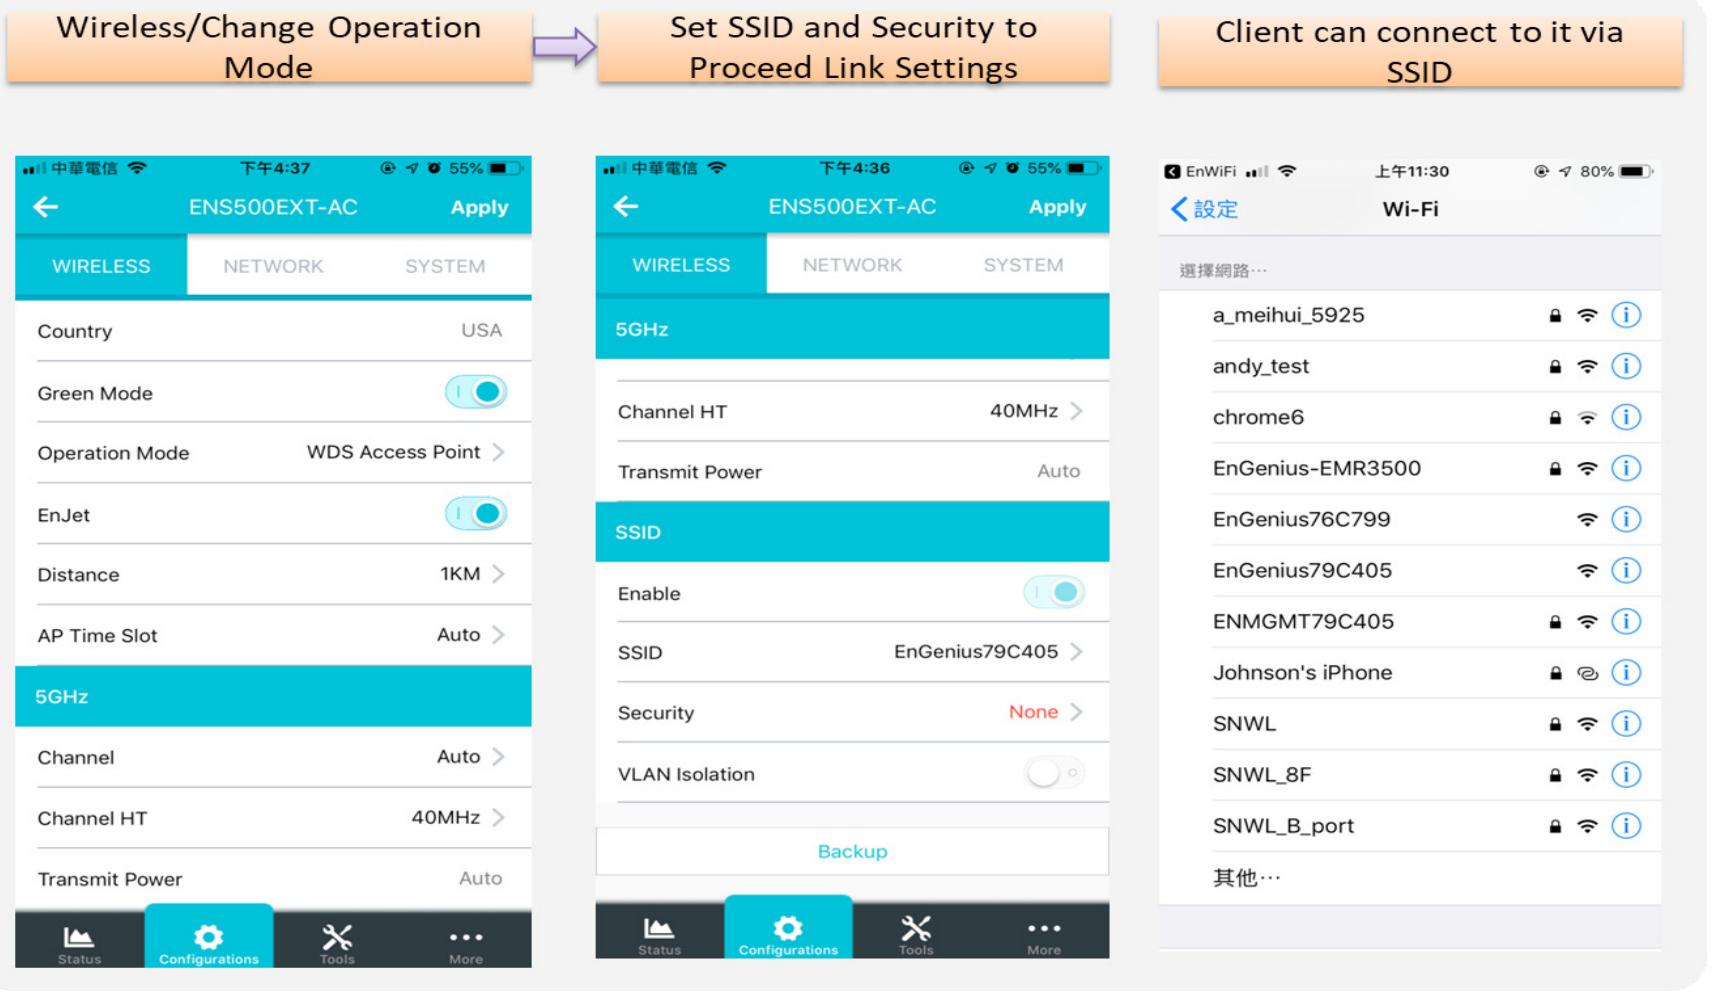 Wireless/Change Operation
Mode
Set SSID and Security to
Proceed Link Settings
Client can connect to it via
SSID
中華電信 下午4:37 55%
ENS500EXT-AC Apply
WIRELESS NETWORK SYSTEM
Country USA
Green Mode
Operation Mode WDS Access Point
EnJet
Distance 1KM
AP Time Slot Auto
5GHz
Channel Auto
Channel HT 40MHz
Transmit Power Auto
Status Configurations Tools More
中華電信 下午4:36 55%
ENS500EXT-AC Apply
WIRELESS NETWORK SYSTEM
5GHz
Channel HT 40MHz
Transmit Power Auto
SSID
Enable
SSID EnGenius79C405
Security None
VLAN Isolation
Backup
Status Configurations Tools More
EnWiFi 上午11:30 80%
設定 Wi-Fi
選擇網路…
a_meihui_5925
andy_test
chrome6
EnGenius-EMR3500
EnGenius76C799
EnGenius79C405
ENMGMT79C405
Johnson's iPhone
SNWL
SNWL_8F
SNWL_B_port
其他…